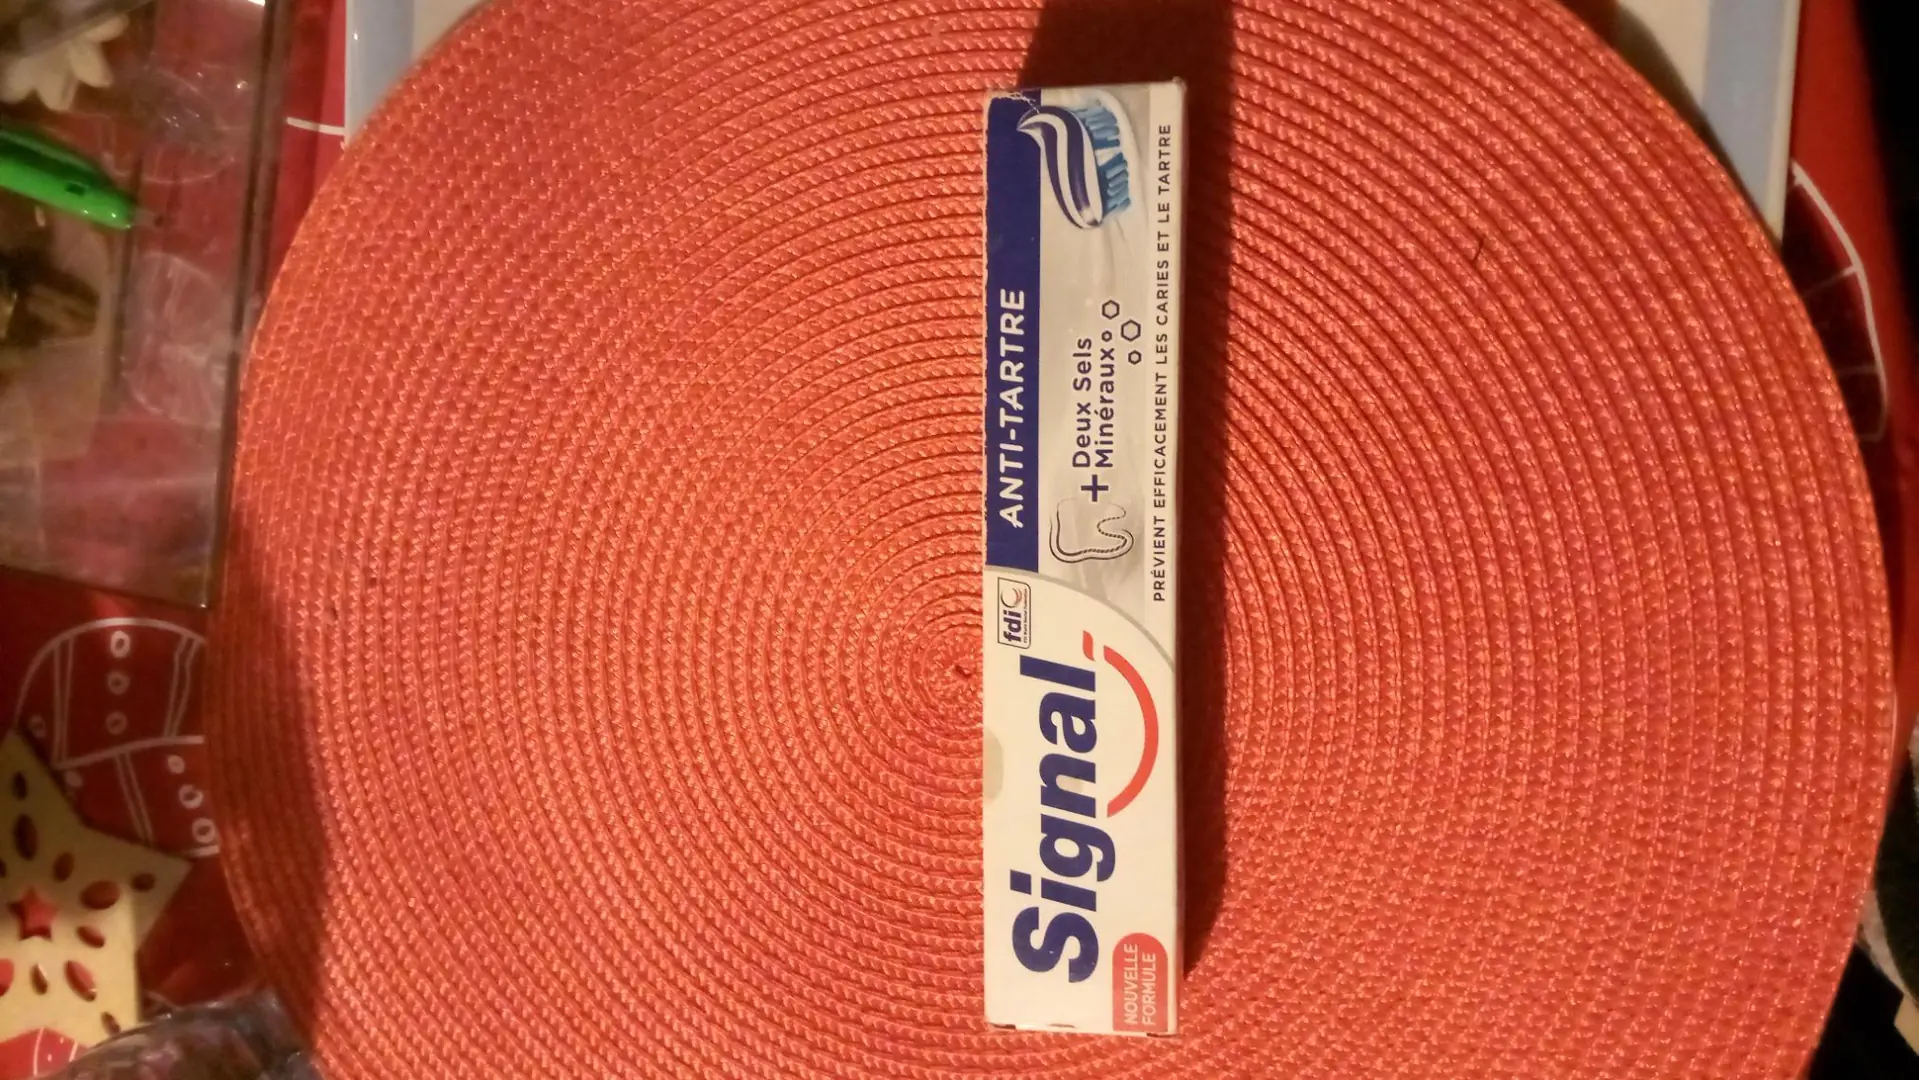 Signal
NOUVELLE
FORMULE
fdi
ANTI-TARTRE
+ Deux Sels
Minéraux
PRÉVIENT EFFICACEMENT LES CARIES ET LE TARTRE